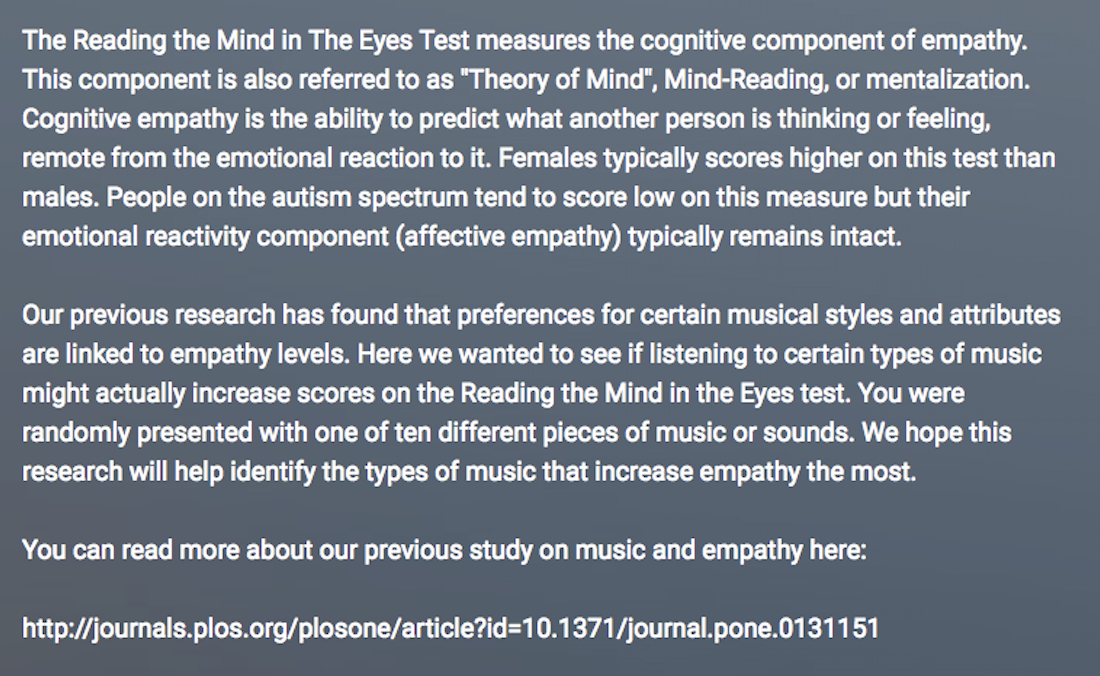 The Reading the Mind in The Eyes Test measures the cognitive component of empathy.
This component is also referred to as "Theory of Mind", Mind-Reading, or mentalization.
Cognitive empathy is the ability to predict what another person is thinking or feeling,
remote from the emotional reaction to it. Females typically scores higher on this test than
males. People on the autism spectrum tend to score low on this measure but their
emotional reactivity component (affective empathy) typically remains intact.
Our previous research has found that preferences for certain musical styles and attributes
are linked to empathy levels. Here we wanted to see if listening to certain types of music
might actually increase scores on the Reading the Mind in the Eyes test. You were
randomly presented with one of ten different pieces of music or sounds. We hope this
research will help identify the types of music that increase empathy the most.
You can read more about our previous study on music and empathy here:
http://journals.plos.org/plosone/article?id=10.1371/journal.pone.0131151